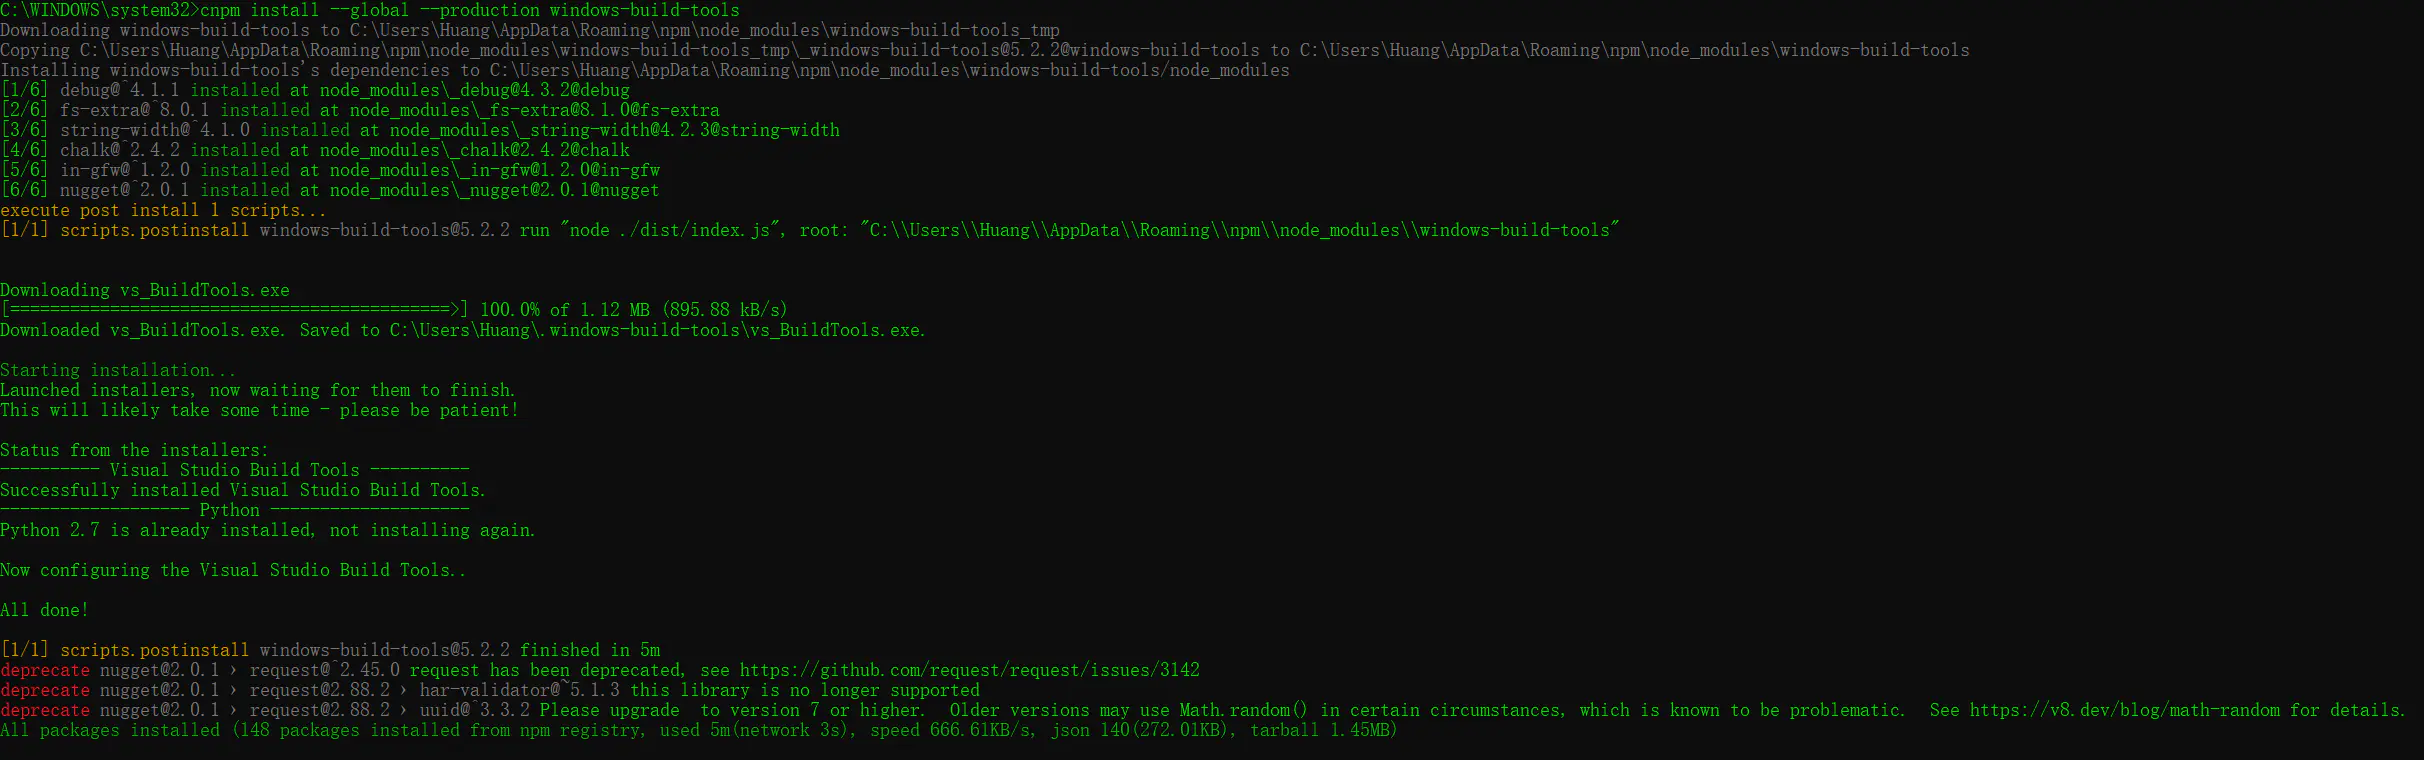 C:\WINDOWS\system32>cnpm install --global --production windows-build-tools
Downloading windows-build-tools to C:\Users\Huang\AppData\Roaming\npm\node_modules\windows-build-tools_tmp
Copying C:\Users\Huang\AppData\Roaming\npm\node_modules\windows-build-tools_tmp\_windows-build-tools@5.2.2@windows-build-tools to C:\Users\Huang\AppData\Roaming\npm\node_modules\windows-build-tools
Installing windows-build-tools's dependencies to C:\Users\Huang\AppData\Roaming\npm\node_modules\windows-build-tools/node_modules
[1/6] debug@^4.1.1 installed at node_modules\_debug@4.3.2@debug
[2/6] fs-extra@^8.0.1 installed at node_modules\_fs-extra@8.1.0@fs-extra
[3/6] string-width@^4.1.0 installed at node_modules\_string-width@4.2.3@string-width
[4/6] chalk@^2.4.2 installed at node_modules\_chalk@2.4.2@chalk
[5/6] in-gfw@^1.2.0 installed at node_modules\_in-gfw@1.2.0@in-gfw
[6/6] nugget@^2.0.1 installed at node_modules\_nugget@2.0.1@nugget
execute post install 1 scripts...
[1/1] scripts.postinstall windows-build-tools@5.2.2 run "node ./dist/index.js", root: "C:\\Users\\Huang\\AppData\\Roaming\\npm\\node_modules\\windows-build-tools"
Downloading vs_BuildTools.exe
[============================================>] 100.0% of 1.12 MB (895.88 kB/s)
Downloaded vs_BuildTools.exe. Saved to C:\Users\Huang\.windows-build-tools\vs_BuildTools.exe.
Starting installation...
Launched installers, now waiting for them to finish.
This will likely take some time - please be patient!
Status from the installers:
---------- Visual Studio Build Tools ----------
Successfully installed Visual Studio Build Tools.
------------------- Python --------------------
Python 2.7 is already installed, not installing again.
Now configuring the Visual Studio Build Tools..
All done!
[1/1] scripts.postinstall windows-build-tools@5.2.2 finished in 5m
deprecate nugget@2.0.1 › request@^2.45.0 request has been deprecated, see https://github.com/request/request/issues/3142
deprecate nugget@2.0.1 › request@2.88.2 › har-validator@~5.1.3 this library is no longer supported
deprecate nugget@2.0.1 › request@2.88.2 › uuid@^3.3.2 Please upgrade  to version 7 or higher.  Older versions may use Math.random() in certain circumstances, which is known to be problematic.  See https://v8.dev/blog/math-random for details.
All packages installed (148 packages installed from npm registry, used 5m(network 3s), speed 666.61KB/s, json 140(272.01KB), tarball 1.45MB)